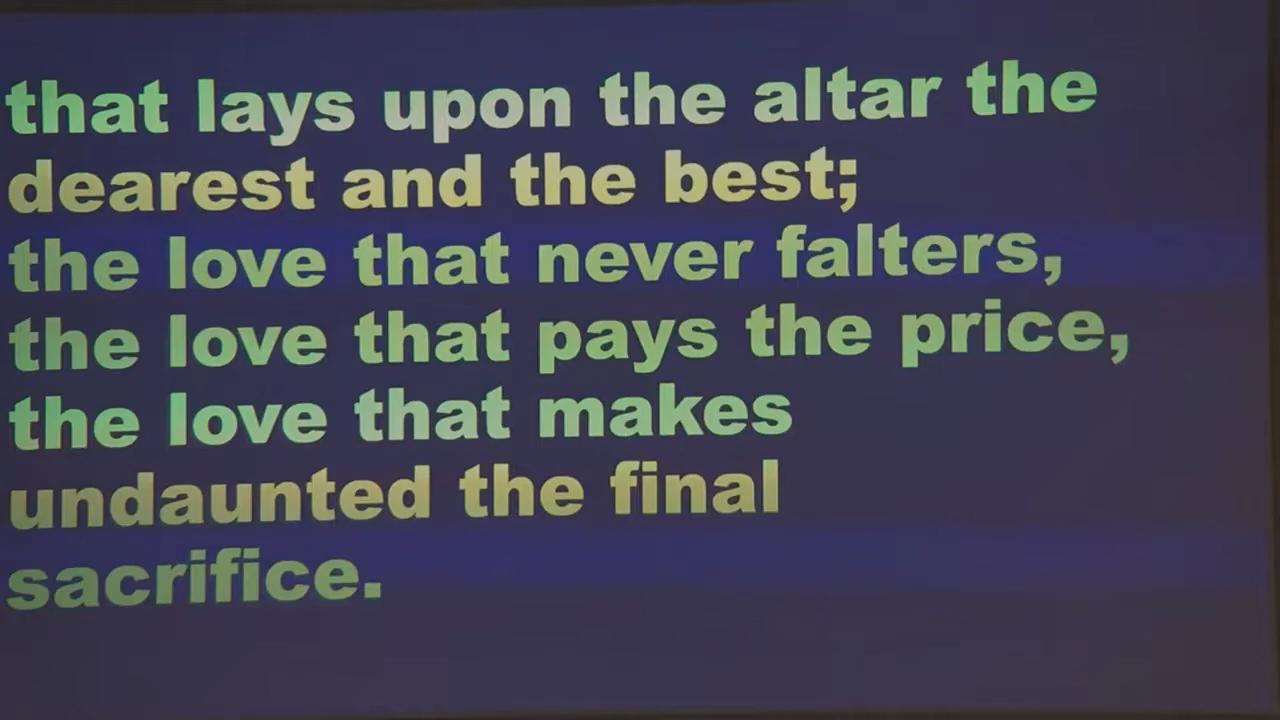 that lays upon the altar the
dearest and the best;
the love that never falters,
the love that pays the price,
the love that makes
undaunted the final
sacrifice.